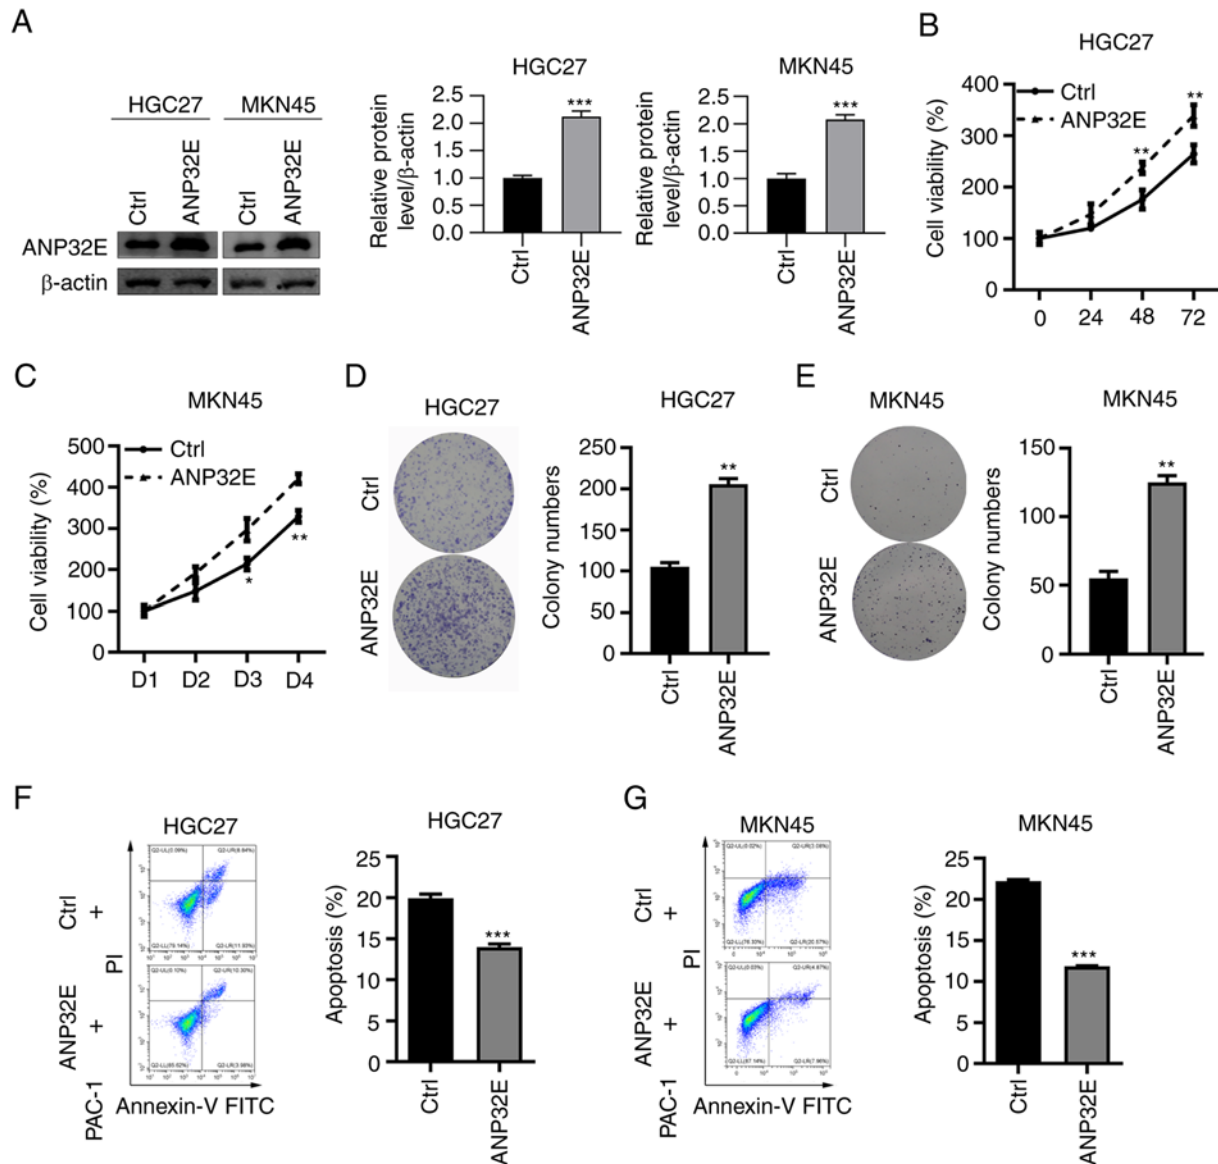 A
HGC27
MKN45
Ctrl
ANP32E
Ctrl
ANP32E
ANP32E
β-actin
HGC27
Relative protein
level/β-actin
2.5
2.0
1.5
1.0
0.5
0.0
***
Ctrl
ANP32E
MKN45
Relative protein
level/β-actin
2.5
2.0
1.5
1.0
0.5
0.0
***
Ctrl
ANP32E
B
HGC27
Cell viability (%)
400
300
200
100
0
Ctrl
ANP32E
**
**
0 24 48 72
C
MKN45
Cell viability (%)
500
400
300
200
100
0
Ctrl
ANP32E
*
**
D1 D2 D3 D4
D
HGC27
Ctrl
ANP32E
HGC27
Colony numbers
250
200
150
100
50
0
**
Ctrl
ANP32E
E
MKN45
Ctrl
ANP32E
MKN45
Colony numbers
150
100
50
0
**
Ctrl
ANP32E
F
HGC27
Ctrl
+
ANP32E
+
PAC-1
PI
Q2-LL(79.14%)
Annexin-V FITC
HGC27
Apoptosis (%)
25
20
15
10
5
0
***
Ctrl
ANP32E
G
MKN45
Ctrl
+
ANP32E
+
PAC-1
PI
Annexin-V FITC
MKN45
Apoptosis (%)
25
20
15
10
5
0
***
Ctrl
ANP32E